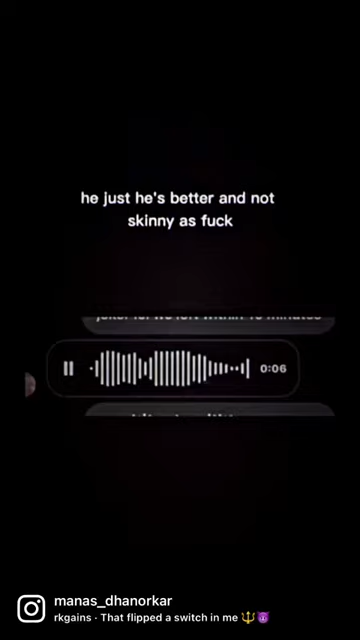 he just he's better and not
skinny as fuck
0:06
manas_dhanorkar
rkgains · That flipped a switch in me 🔱😈